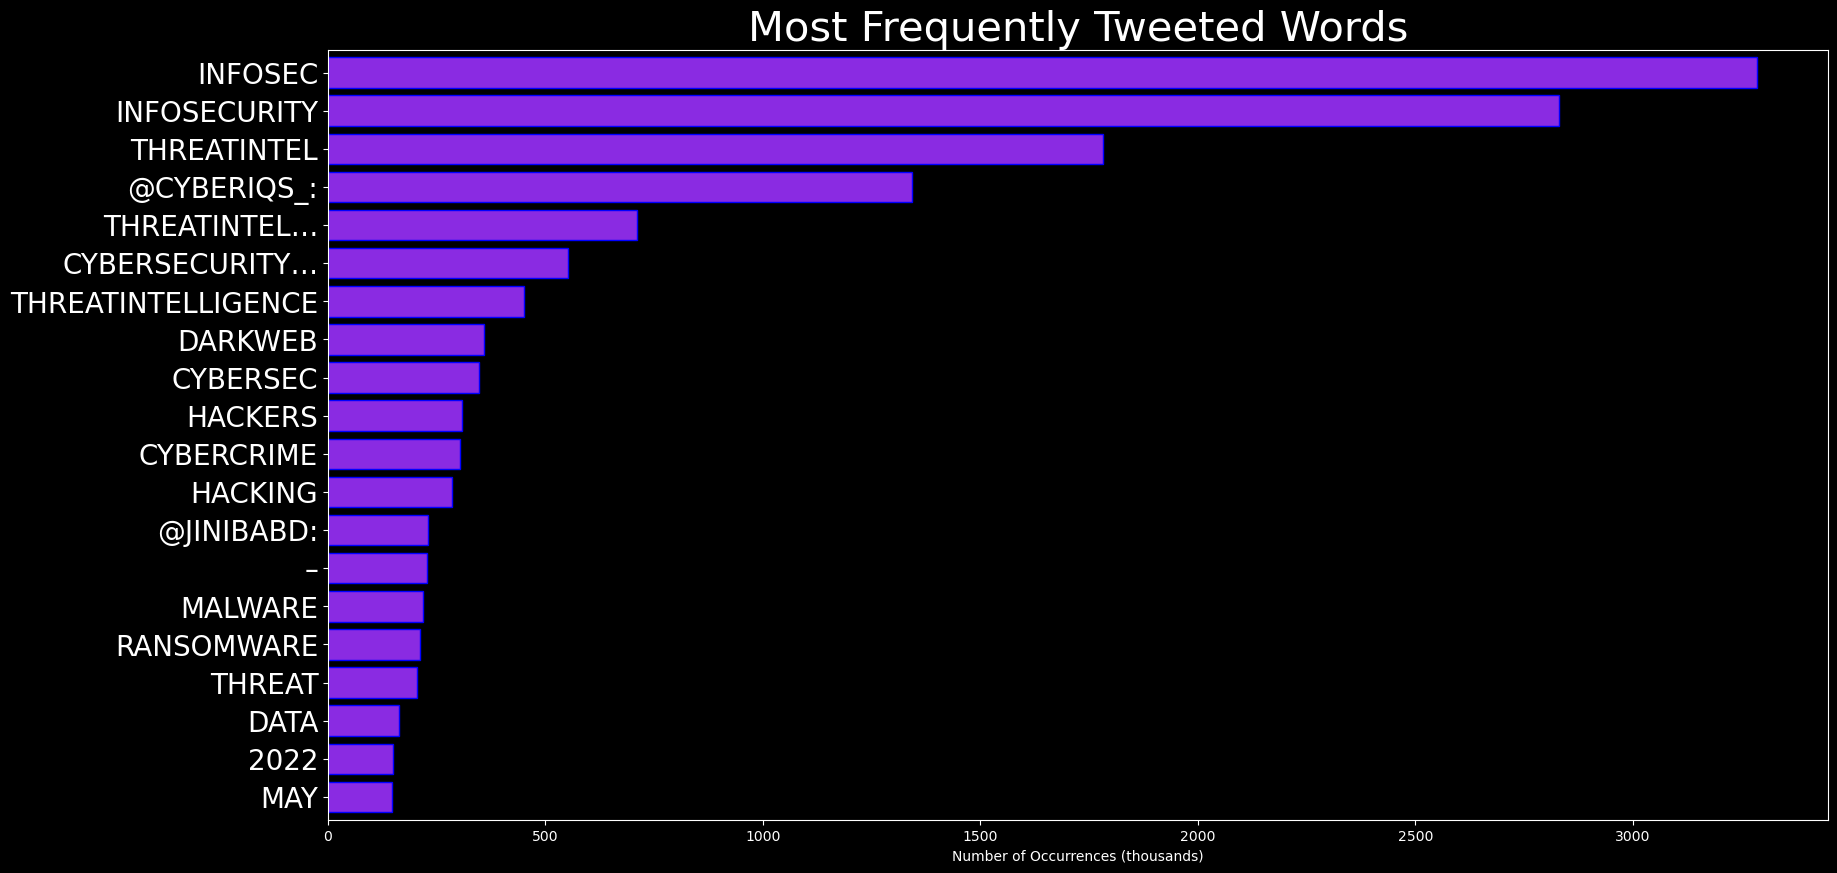 Most Frequently Tweeted Words
INFOSEC
INFOSECURITY
THREATINTEL
@CYBERIQS_:
THREATINTEL…
CYBERSECURITY…
THREATINTELLIGENCE
DARKWEB
CYBERSEC
HACKERS
CYBERCRIME
HACKING
@JINIBABD:
–
MALWARE
RANSOMWARE
THREAT
DATA
2022
MAY
0 500 1000 1500 2000 2500 3000
Number of Occurrences (thousands)